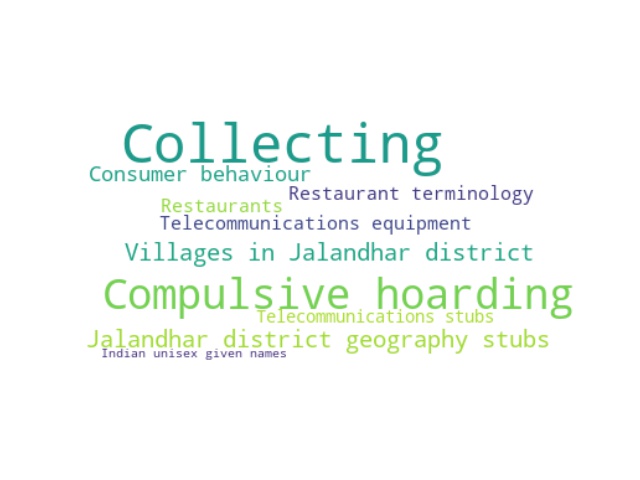 Collecting
Consumer behaviour
Restaurant terminology
Restaurants
Telecommunications equipment
Villages in Jalandhar district
Compulsive hoarding
Telecommunications stubs
Jalandhar district geography stubs
Indian unisex given names